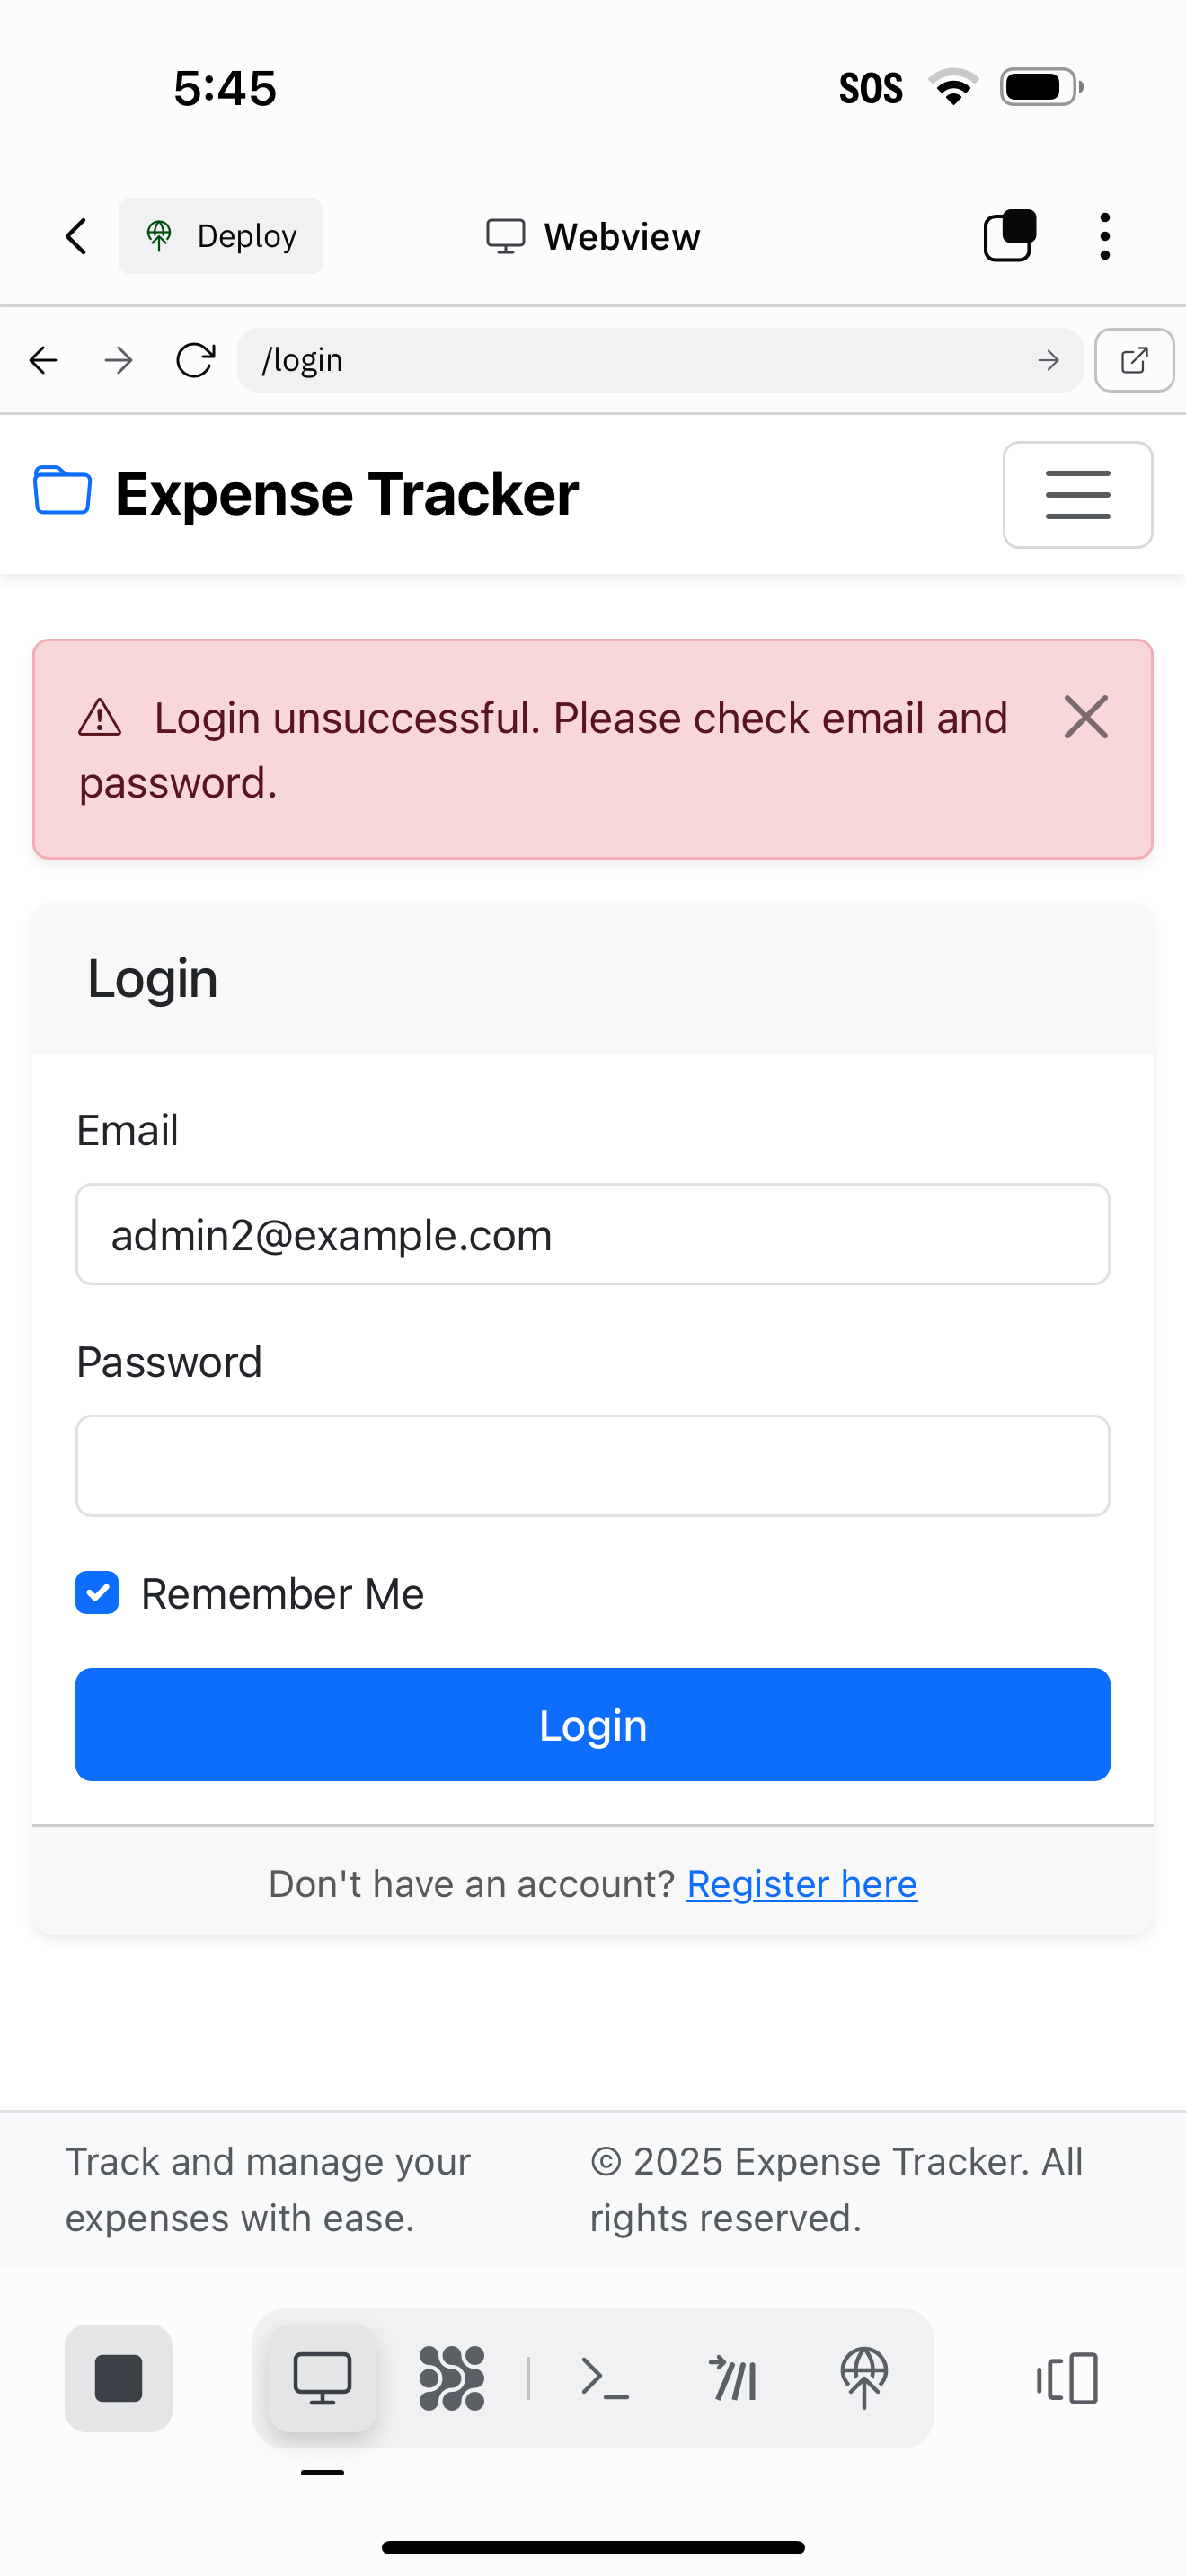 5:45
SOS
Deploy
Webview
/login
Expense Tracker
Login unsuccessful. Please check email and
password.
Login
Email
admin2@example.com
Password
Remember Me
Login
Don't have an account? Register here
Track and manage your
expenses with ease.
© 2025 Expense Tracker. All
rights reserved.